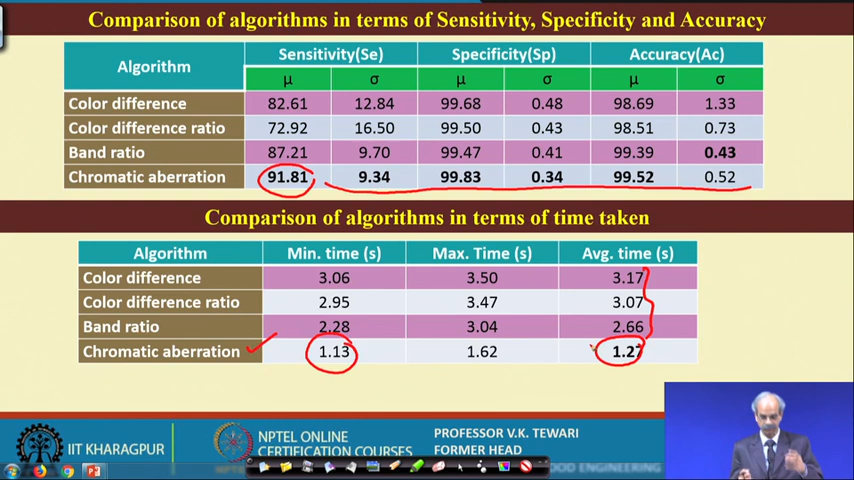 Comparison of algorithms in terms of Sensitivity, Specificity and Accuracy
Algorithm Sensitivity(Se) Specificity(Sp) Accuracy(Ac)
μ σ μ σ μ σ
Color difference 82.61 12.84 99.68 0.48 98.69 1.33
Color difference ratio 72.92 16.50 99.50 0.43 98.51 0.73
Band ratio 87.21 9.70 99.47 0.41 99.39 0.43
Chromatic aberration 91.81 9.34 99.83 0.34 99.52 0.52
Comparison of algorithms in terms of time taken
Algorithm Min. time (s) Max. Time (s) Avg. time (s)
Color difference 3.06 3.50 3.17
Color difference ratio 2.95 3.47 3.07
Band ratio 2.28 3.04 2.66
Chromatic aberration 1.13 1.62 1.27
IIT KHARAGPUR
NPTEL ONLINE
CERTIFICATION COURSES
PROFESSOR V.K. TEWARI
FORMER HEAD
OOD ENGINEERING